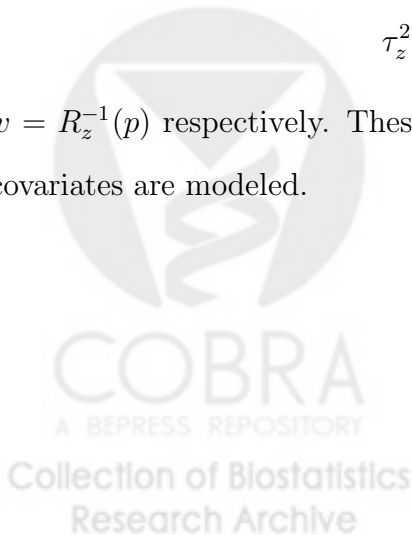 τ_z^2
v = R_z^{-1}(p) respectively. Thes
covariates are modeled.
COBRA
A BEPRESS REPOSITORY
Collection of Biostatistics
Research Archive